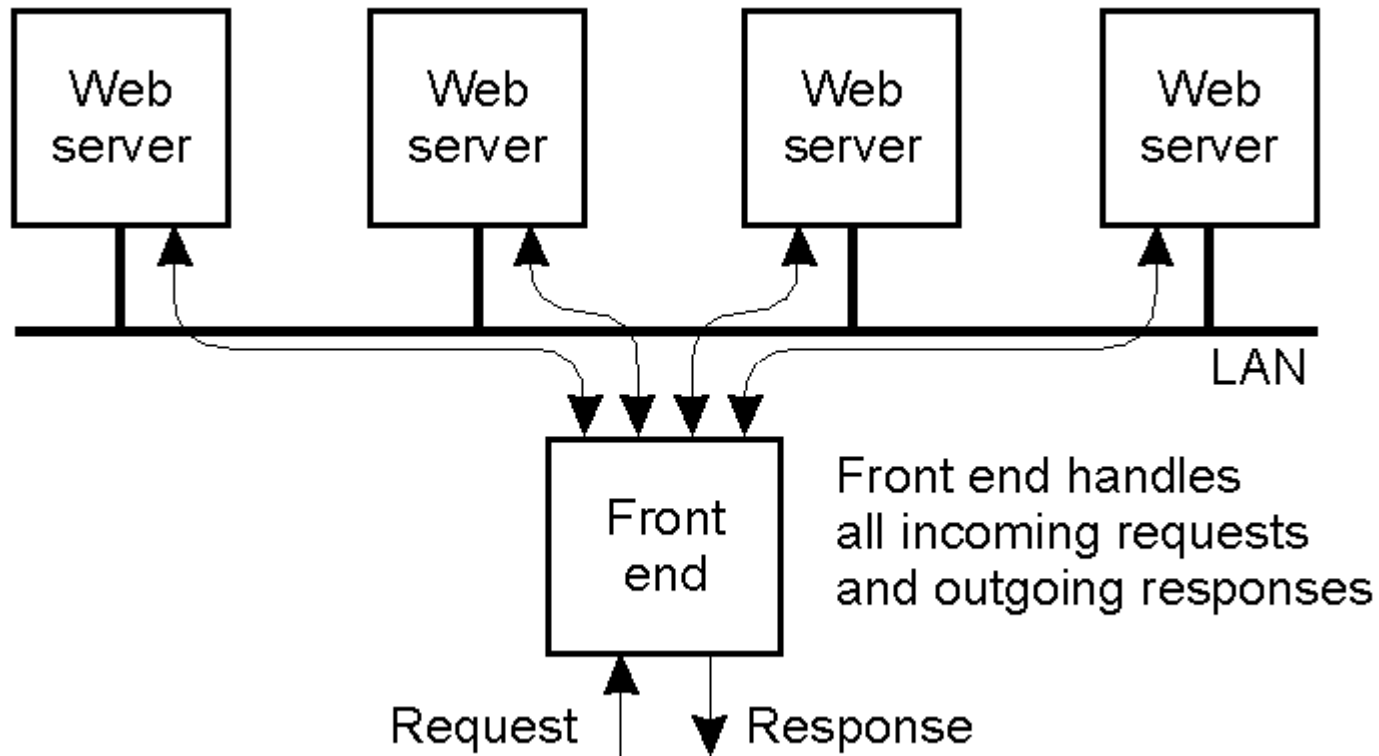 Web
server
Web
server
Web
server
Web
server
LAN
Front
end
Front end handles
all incoming requests
and outgoing responses
Request
Response